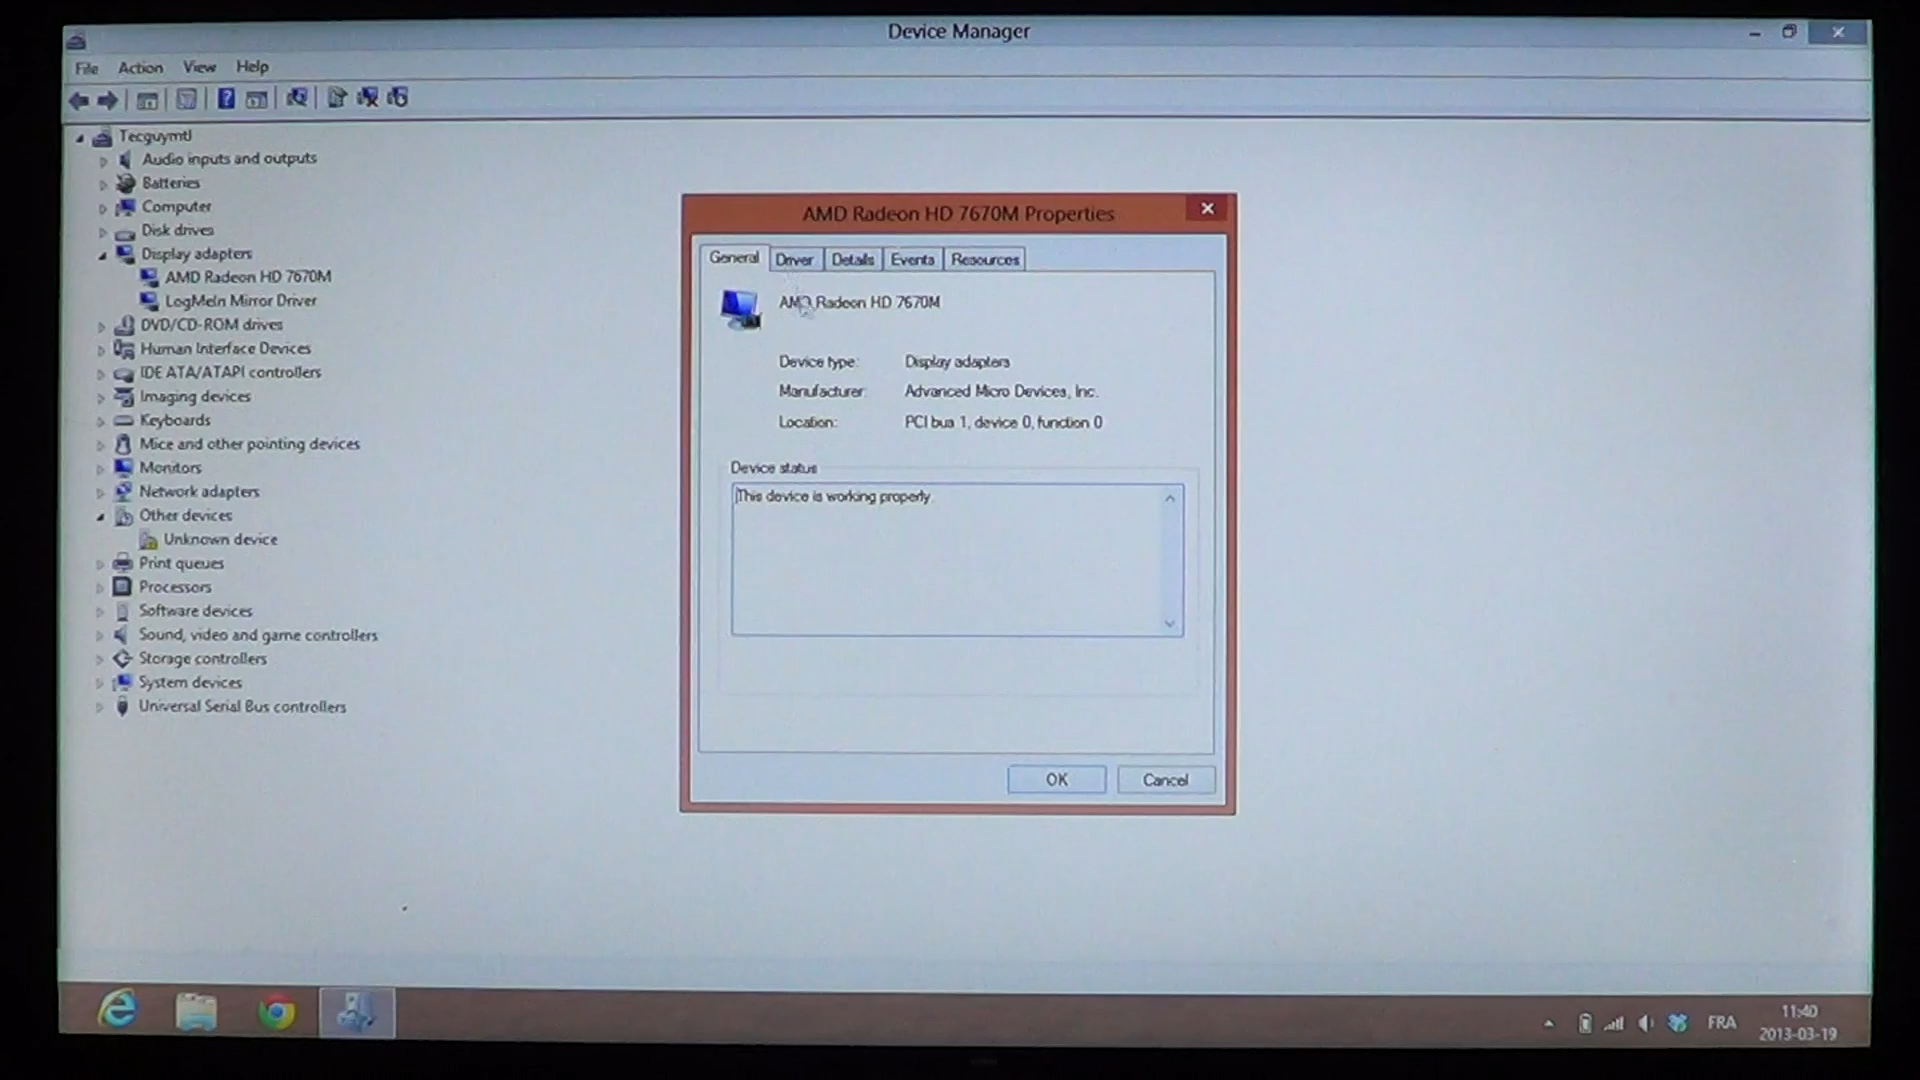 Device Manager
File Action View Help
Tecguymtl
Audio inputs and outputs
Batteries
Computer
Disk drives
Display adapters
AMD Radeon HD 7670M
LogMeIn Mirror Driver
DVD/CD-ROM drives
Human Interface Devices
IDE ATA/ATAPI controllers
Imaging devices
Keyboards
Mice and other pointing devices
Monitors
Network adapters
Other devices
Unknown device
Print queues
Processors
Software devices
Sound, video and game controllers
Storage controllers
System devices
Universal Serial Bus controllers
AMD Radeon HD 7670M Properties
General Driver Details Events Resources
AMD Radeon HD 7670M
Device type: Display adapters
Manufacturer: Advanced Micro Devices, Inc.
Location: PCI bus 1, device 0, function 0
Device status
This device is working properly.
OK Cancel
FRA
11:40
2013-03-19